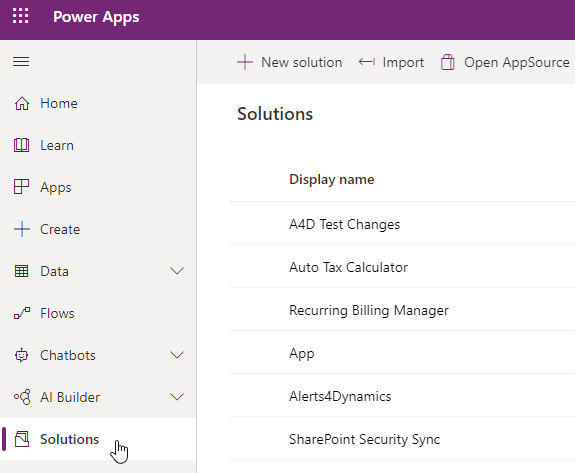 Power Apps
New solution Import Open AppSource
Home
Learn
Apps
Create
Data
Flows
Chatbots
AI Builder
Solutions
Solutions
Display name
A4D Test Changes
Auto Tax Calculator
Recurring Billing Manager
App
Alerts4Dynamics
SharePoint Security Sync